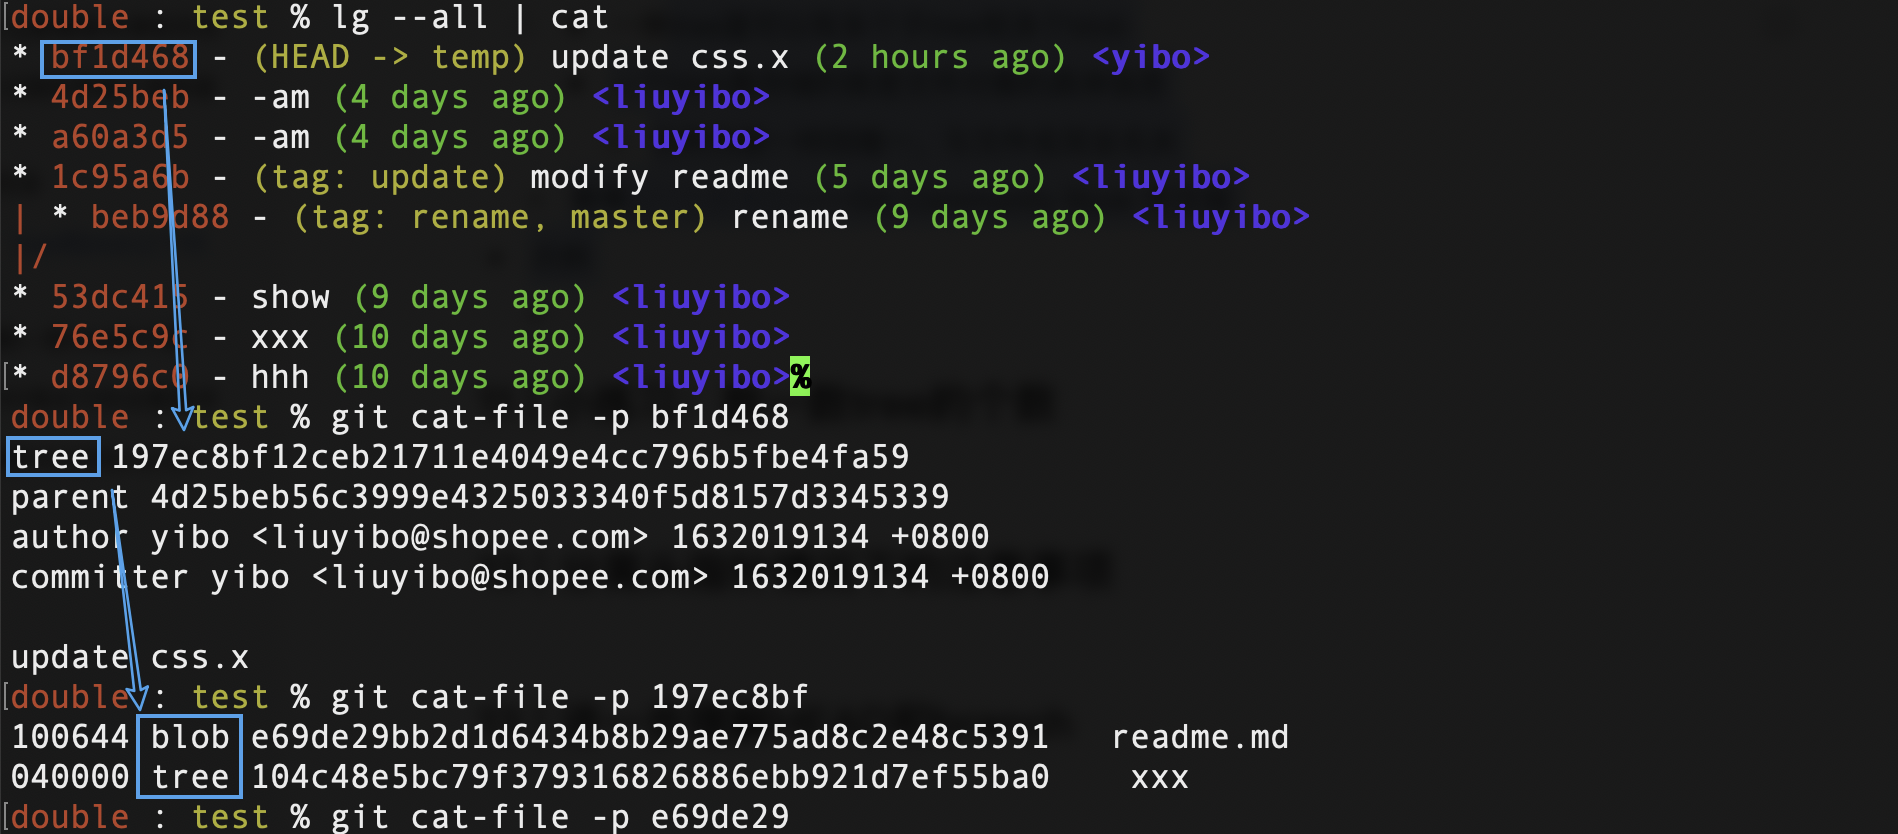 double : test % lg --all | cat
* bf1d468 - (HEAD -> temp) update css.x (2 hours ago) <yibo>
* 4d25beb - -am (4 days ago) <liuyibo>
* a60a3d5 - -am (4 days ago) <liuyibo>
* 1c95a6b - (tag: update) modify readme (5 days ago) <liuyibo>
| * beb9d88 - (tag: rename, master) rename (9 days ago) <liuyibo>
|/
* 53dc415 - show (9 days ago) <liuyibo>
* 76e5c9c - xxx (10 days ago) <liuyibo>
* d8796c0 - hhh (10 days ago) <liuyibo>%
double : test % git cat-file -p bf1d468
tree 197ec8bf12ceb21711e4049e4cc796b5fbe4fa59
parent 4d25beb56c3999e4325033340f5d8157d3345339
author yibo <liuyibo@shopee.com> 1632019134 +0800
committer yibo <liuyibo@shopee.com> 1632019134 +0800
update css.x
double : test % git cat-file -p 197ec8bf
100644 blob e69de29bb2d1d6434b8b29ae775ad8c2e48c5391 readme.md
040000 tree 104c48e5bc79f379316826886ebb921d7ef55ba0 xxx
double : test % git cat-file -p e69de29